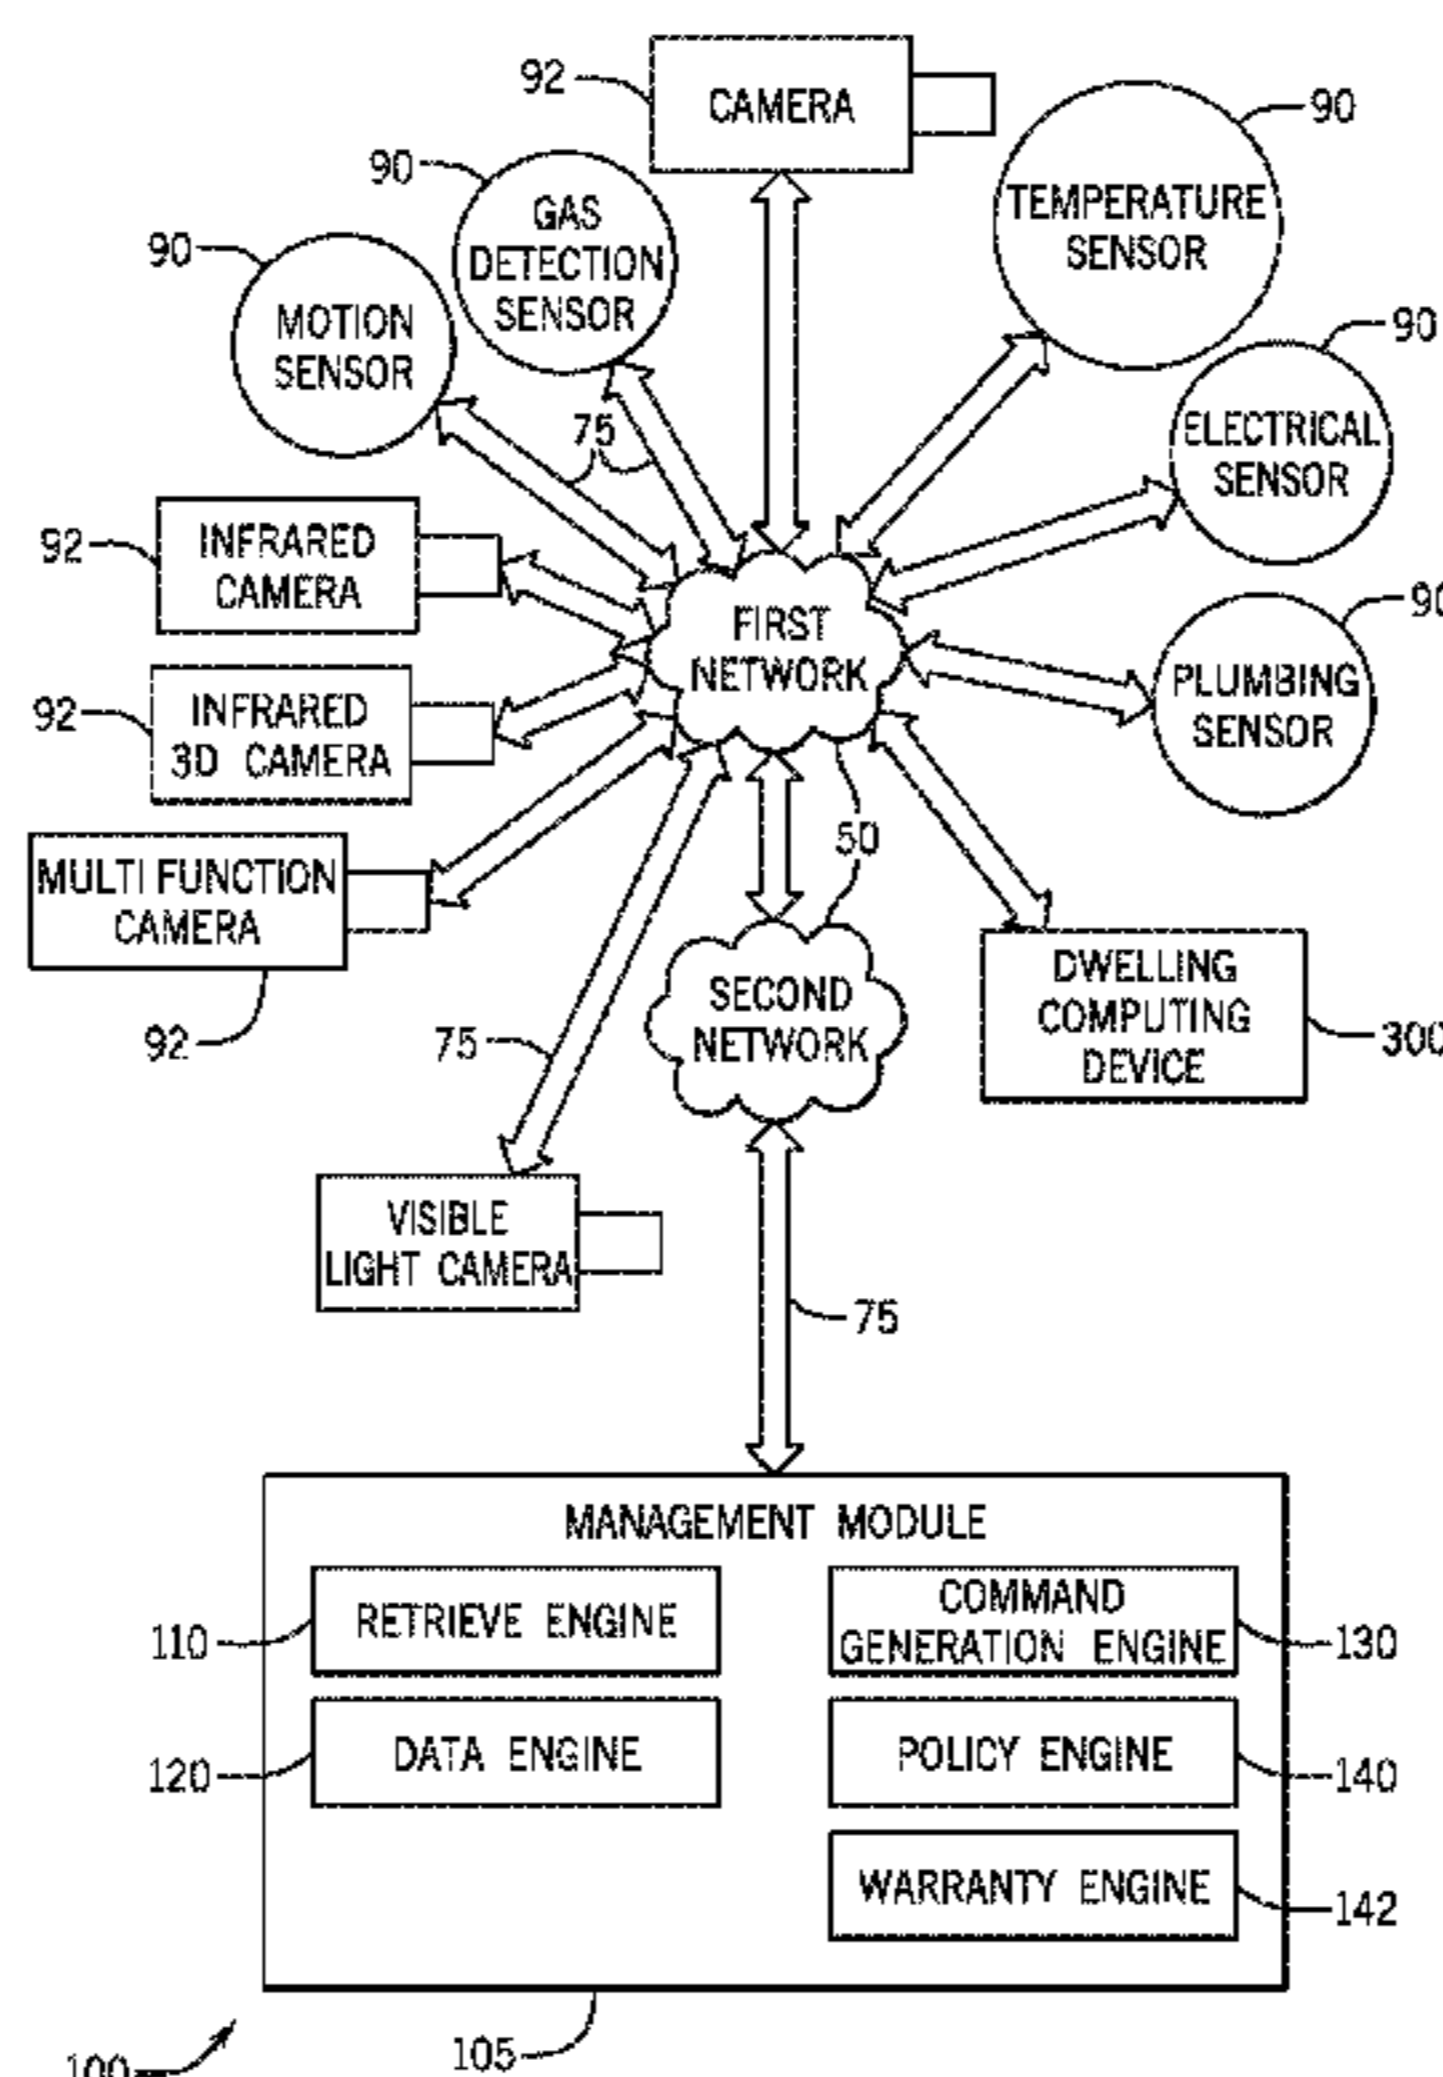 92
CAMERA
90
TEMPERATURE
SENSOR
90
GAS
DETECTION
SENSOR
90
MOTION
SENSOR
90
ELECTRICAL
SENSOR
75
92
INFRARED
CAMERA
FIRST
NETWORK
90
PLUMBING
SENSOR
92
INFRARED
3D CAMERA
50
MULTI FUNCTION
CAMERA
92
75
SECOND
NETWORK
DWELLING
COMPUTING
DEVICE
300
VISIBLE
LIGHT CAMERA
75
MANAGEMENT MODULE
110
RETRIEVE ENGINE
COMMAND
GENERATION ENGINE
130
120
DATA ENGINE
POLICY ENGINE
140
WARRANTY ENGINE
142
105
100